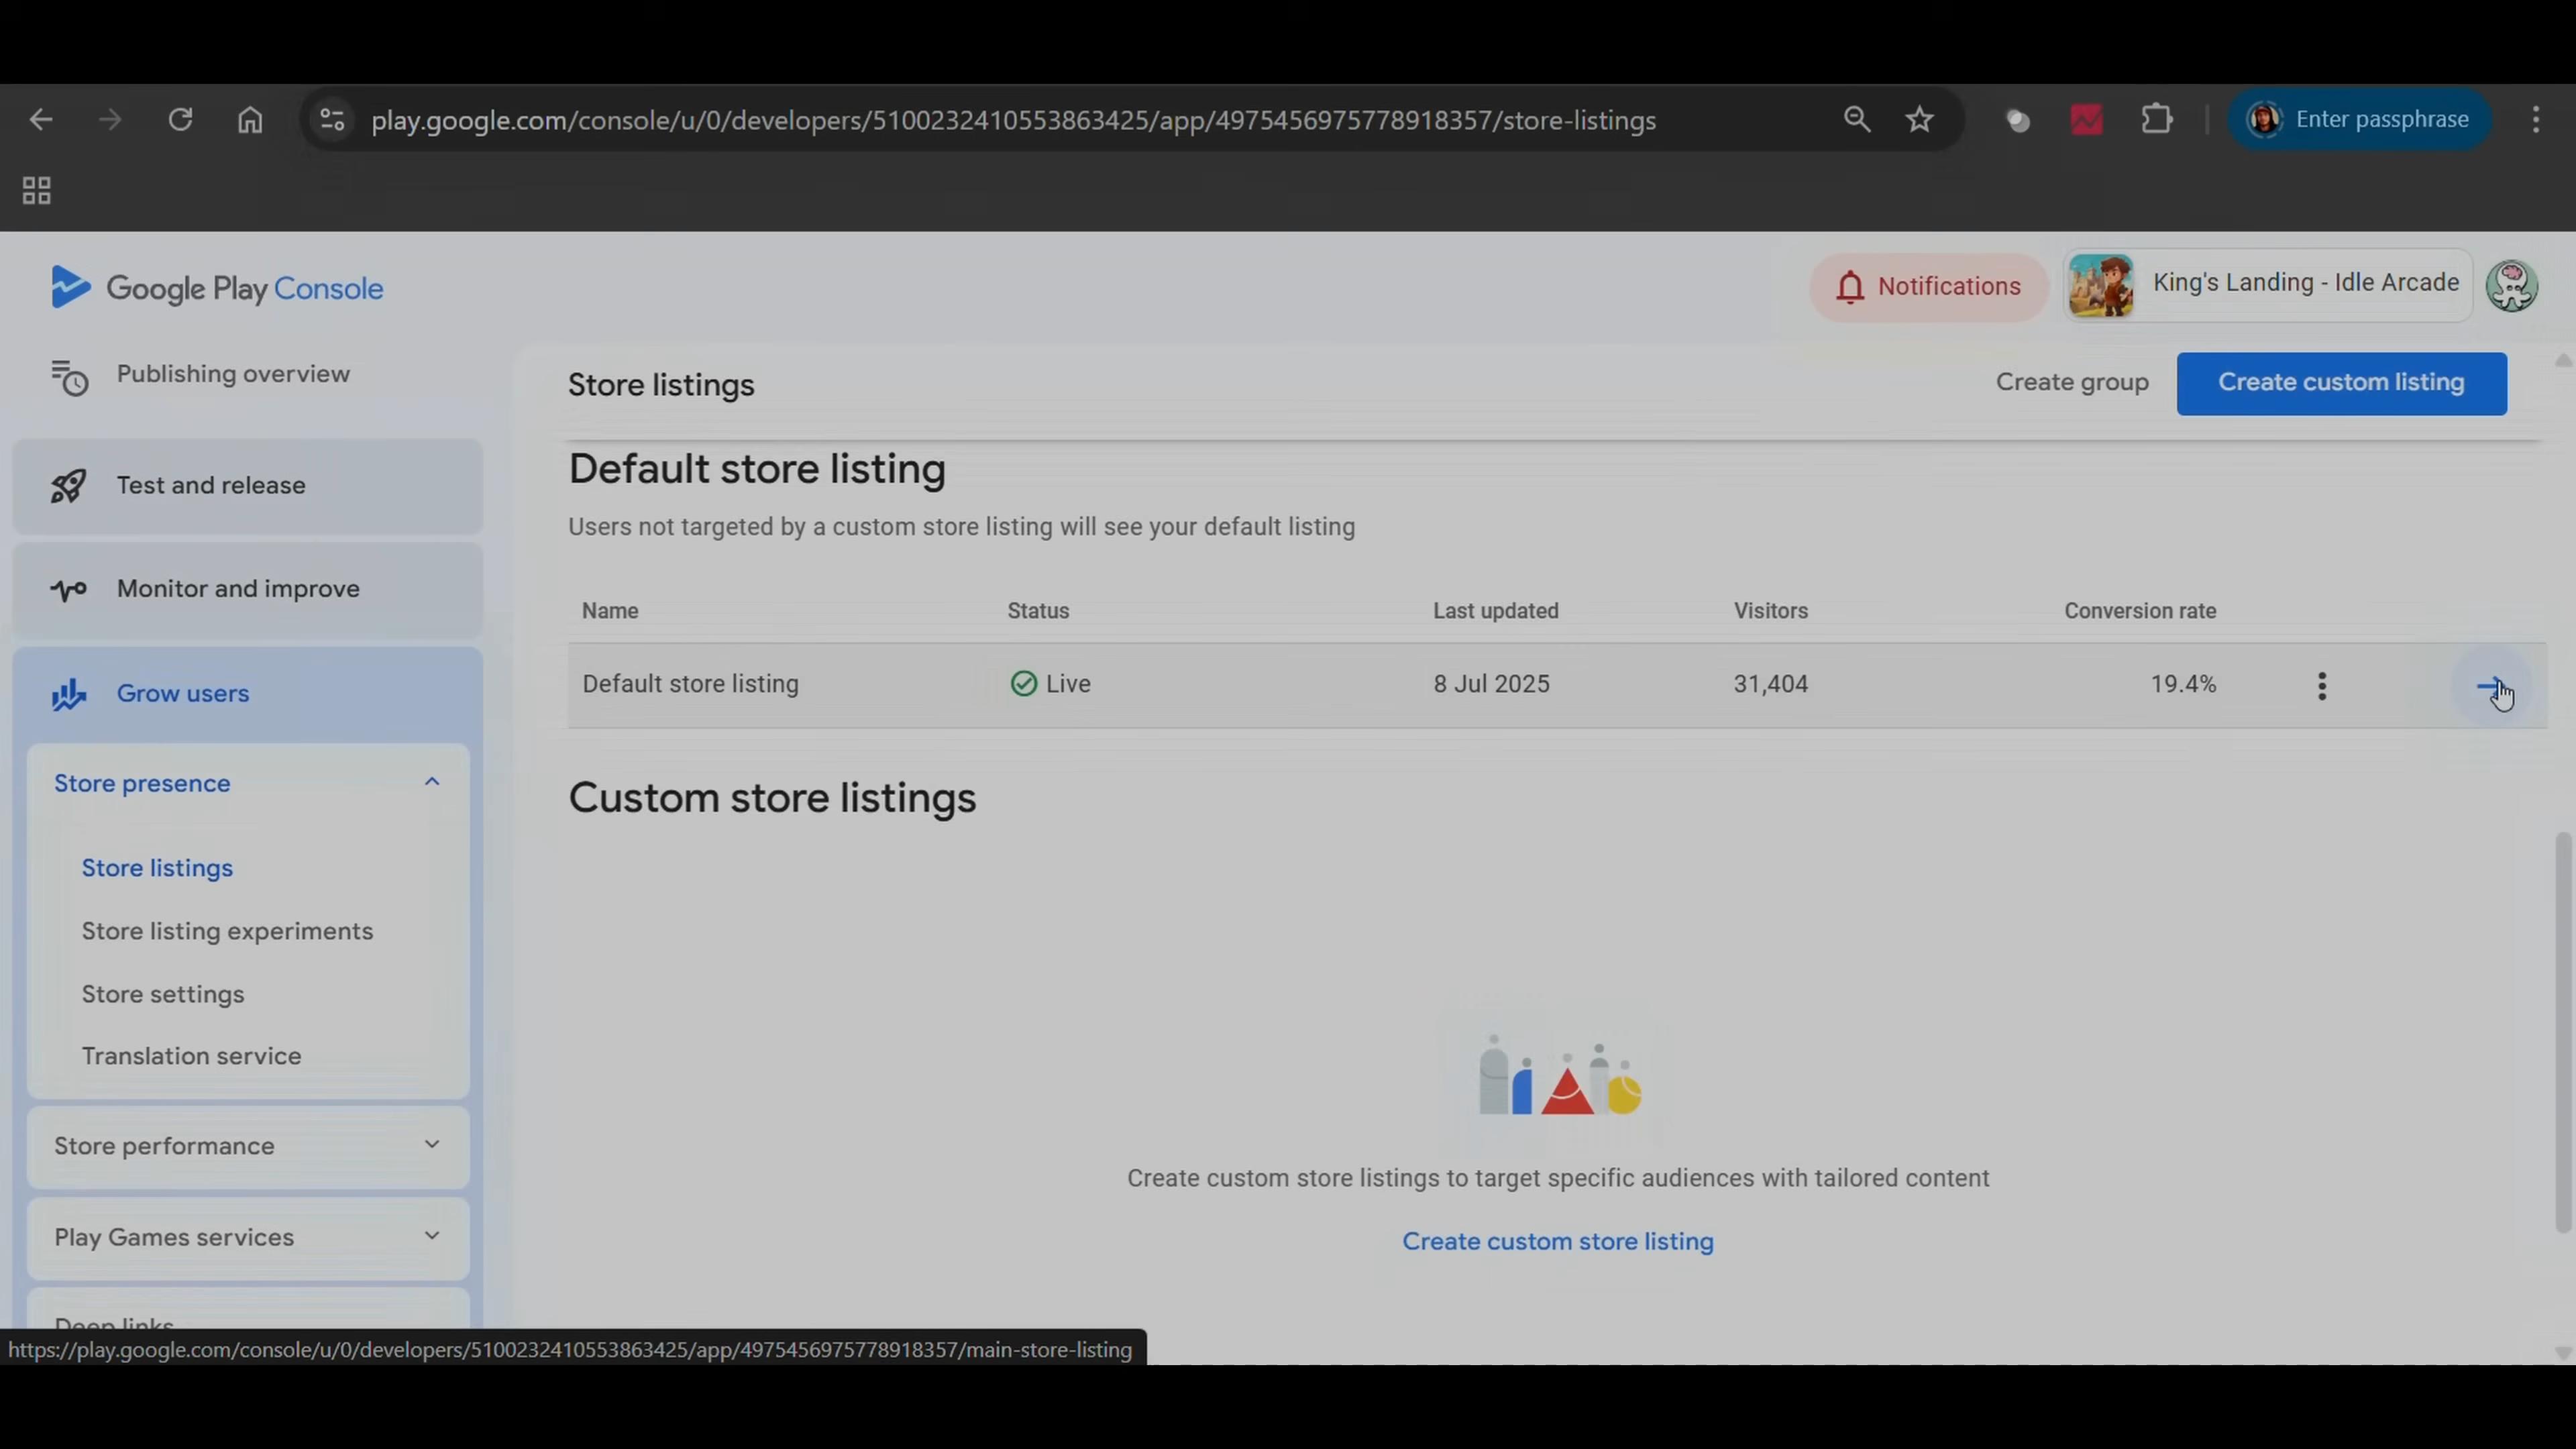 play.google.com/console/u/0/developers/5100232410553863425/app/4975456975778918357/store-listings
Enter passphrase
Google Play Console
Notifications
King's Landing - Idle Arcade
Publishing overview
Test and release
Monitor and improve
Grow users
Store presence
Store listings
Store listing experiments
Store settings
Translation service
Store performance
Play Games services
Deep links
Store listings
Create group
Create custom listing
Default store listing
Users not targeted by a custom store listing will see your default listing
Name Status Last updated Visitors Conversion rate
Default store listing Live 8 Jul 2025 31,404 19.4%
Custom store listings
Create custom store listings to target specific audiences with tailored content
Create custom store listing
https://play.google.com/console/u/0/developers/5100232410553863425/app/4975456975778918357/main-store-listing